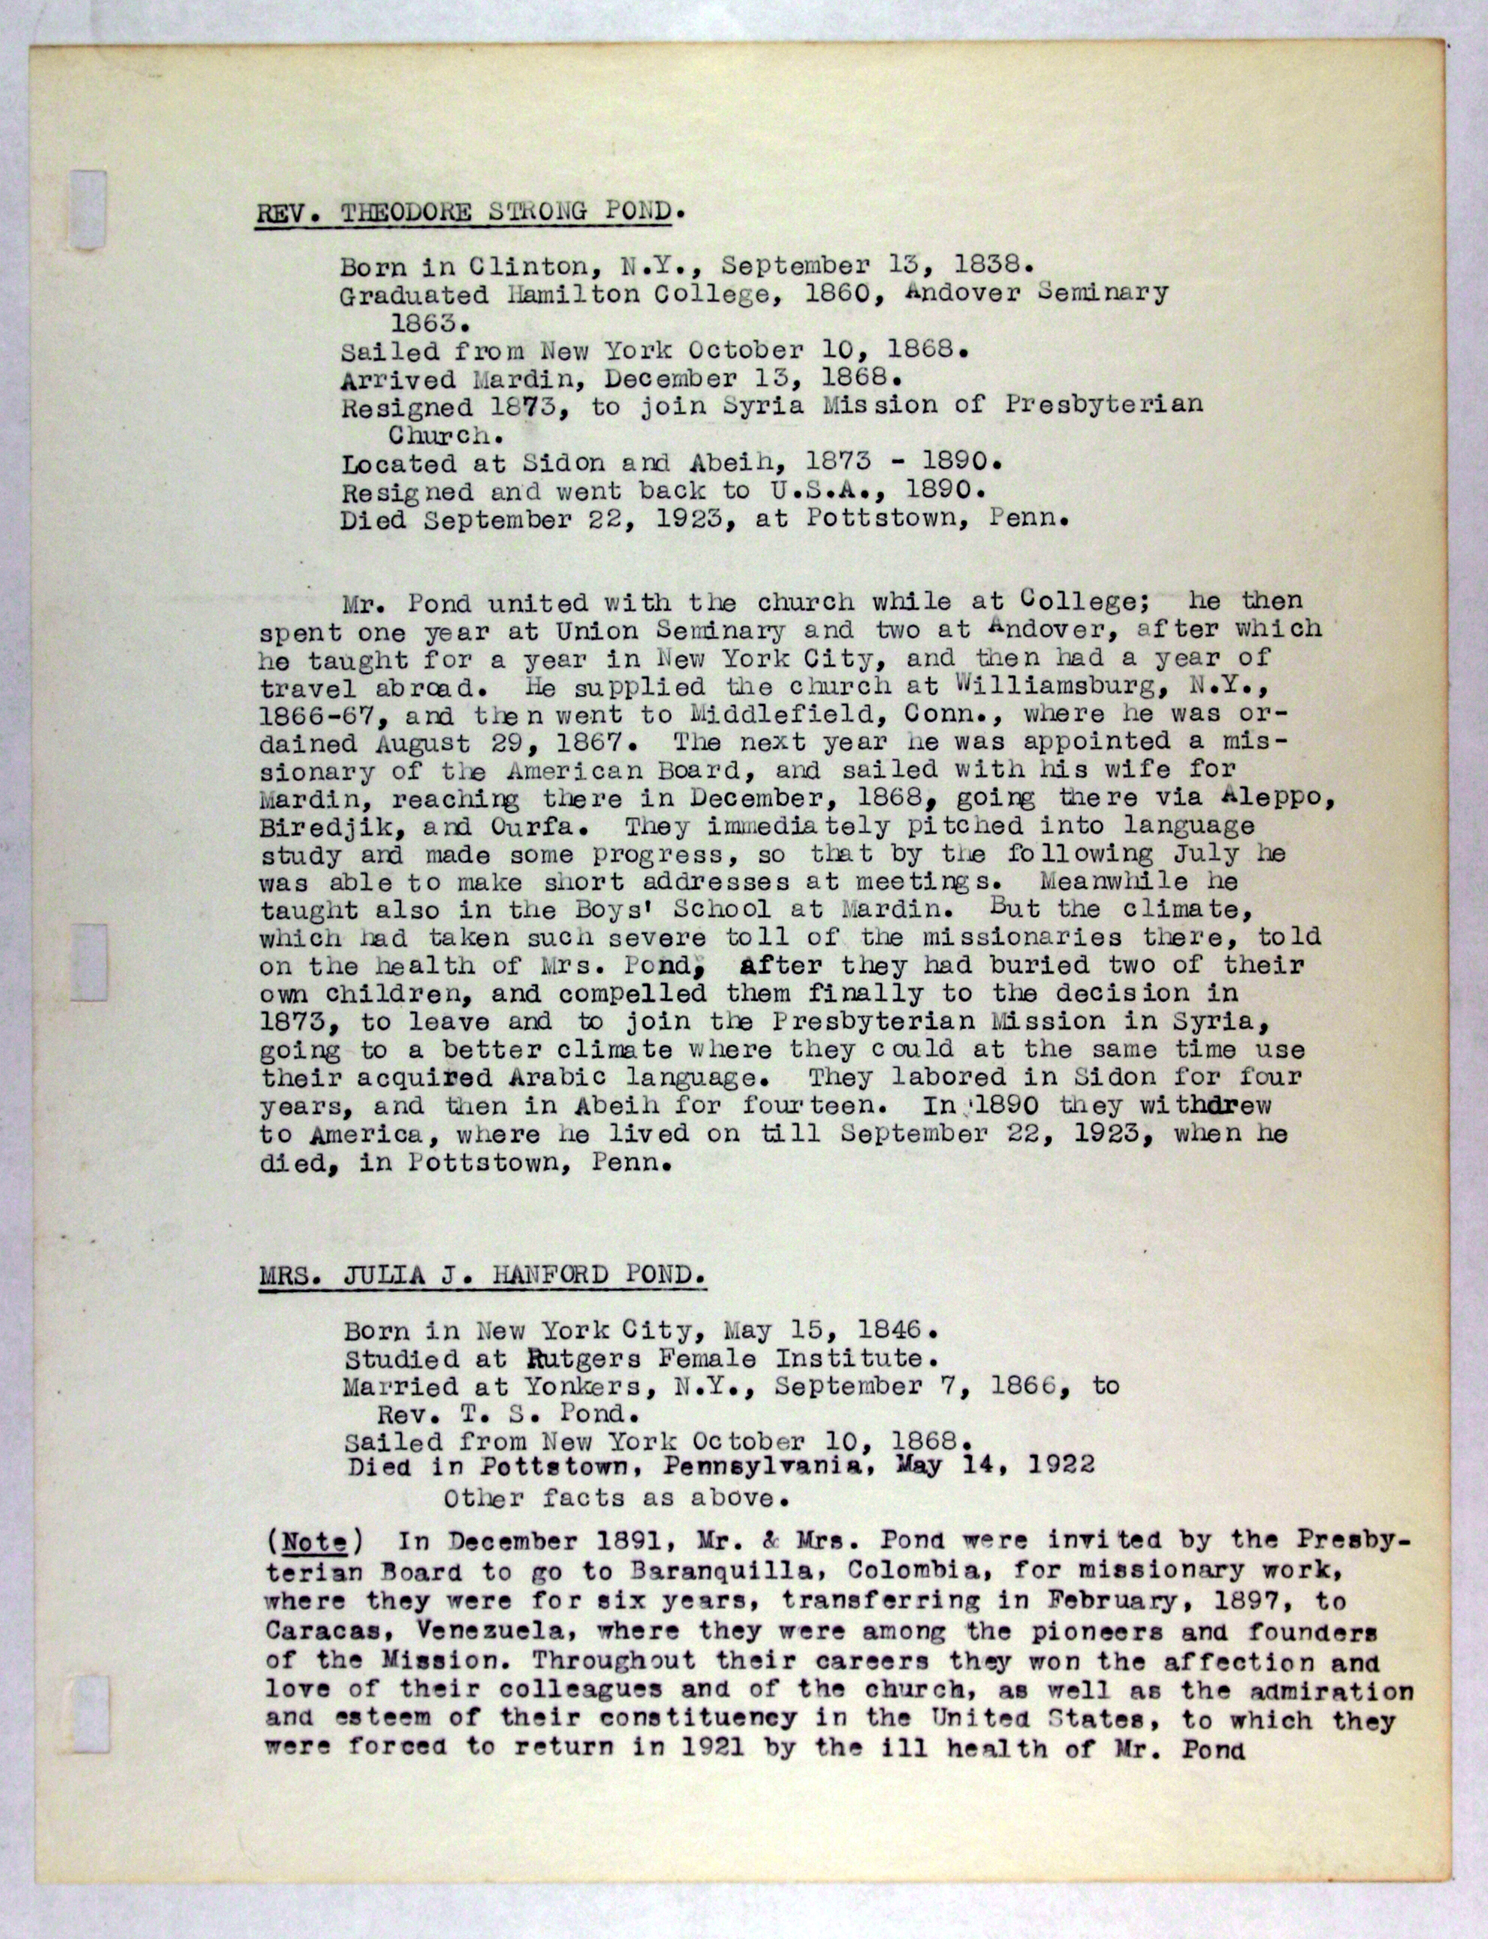 REV. THEODORE STRONG POND.
Born in Clinton, N.Y., September 13, 1838.
Graduated Hamilton College, 1860, Andover Seminary
1863.
Sailed from New York October 10, 1868.
Arrived Mardin, December 13, 1868.
Resigned 1873, to join Syria Mission of Presbyterian
Church.
Located at Sidon and Abeih, 1873 - 1890.
Resigned and went back to U.S.A., 1890.
Died September 22, 1923, at Pottstown, Penn.
Mr. Pond united with the church while at College; he then
spent one year at Union Seminary and two at Andover, after which
he taught for a year in New York City, and then had a year of
travel abroad. He supplied the church at Williamsburg, N.Y.,
1866-67, and then went to Middlefield, Conn., where he was or-
dained August 29, 1867. The next year he was appointed a mis-
sionary of the American Board, and sailed with his wife for
Mardin, reaching there in December, 1868, going there via Aleppo,
Biredjik, and Ourfa. They immediately pitched into language
study and made some progress, so that by the following July he
was able to make short addresses at meetings. Meanwhile he
taught also in the Boys' School at Mardin. But the climate,
which had taken such severe toll of the missionaries there, told
on the health of Mrs. Pond, after they had buried two of their
own children, and compelled them finally to the decision in
1873, to leave and to join the Presbyterian Mission in Syria,
going to a better climate where they could at the same time use
their acquired Arabic language. They labored in Sidon for four
years, and then in Abeih for fourteen. In 1890 they withdrew
to America, where he lived on till September 22, 1923, when he
died, in Pottstown, Penn.
MRS. JULIA J. HANFORD POND.
Born in New York City, May 15, 1846.
Studied at Rutgers Female Institute.
Married at Yonkers, N.Y., September 7, 1866, to
Rev. T. S. Pond.
Sailed from New York October 10, 1868.
Died in Pottstown, Pennsylvania, May 14, 1922
Other facts as above.
(Note) In December 1891, Mr. & Mrs. Pond were invited by the Presby-
terian Board to go to Baranquilla, Colombia, for missionary work,
where they were for six years, transferring in February, 1897, to
Caracas, Venezuela, where they were among the pioneers and founders
of the Mission. Throughout their careers they won the affection and
love of their colleagues and of the church, as well as the admiration
and esteem of their constituency in the United States, to which they
were forced to return in 1921 by the ill health of Mr. Pond